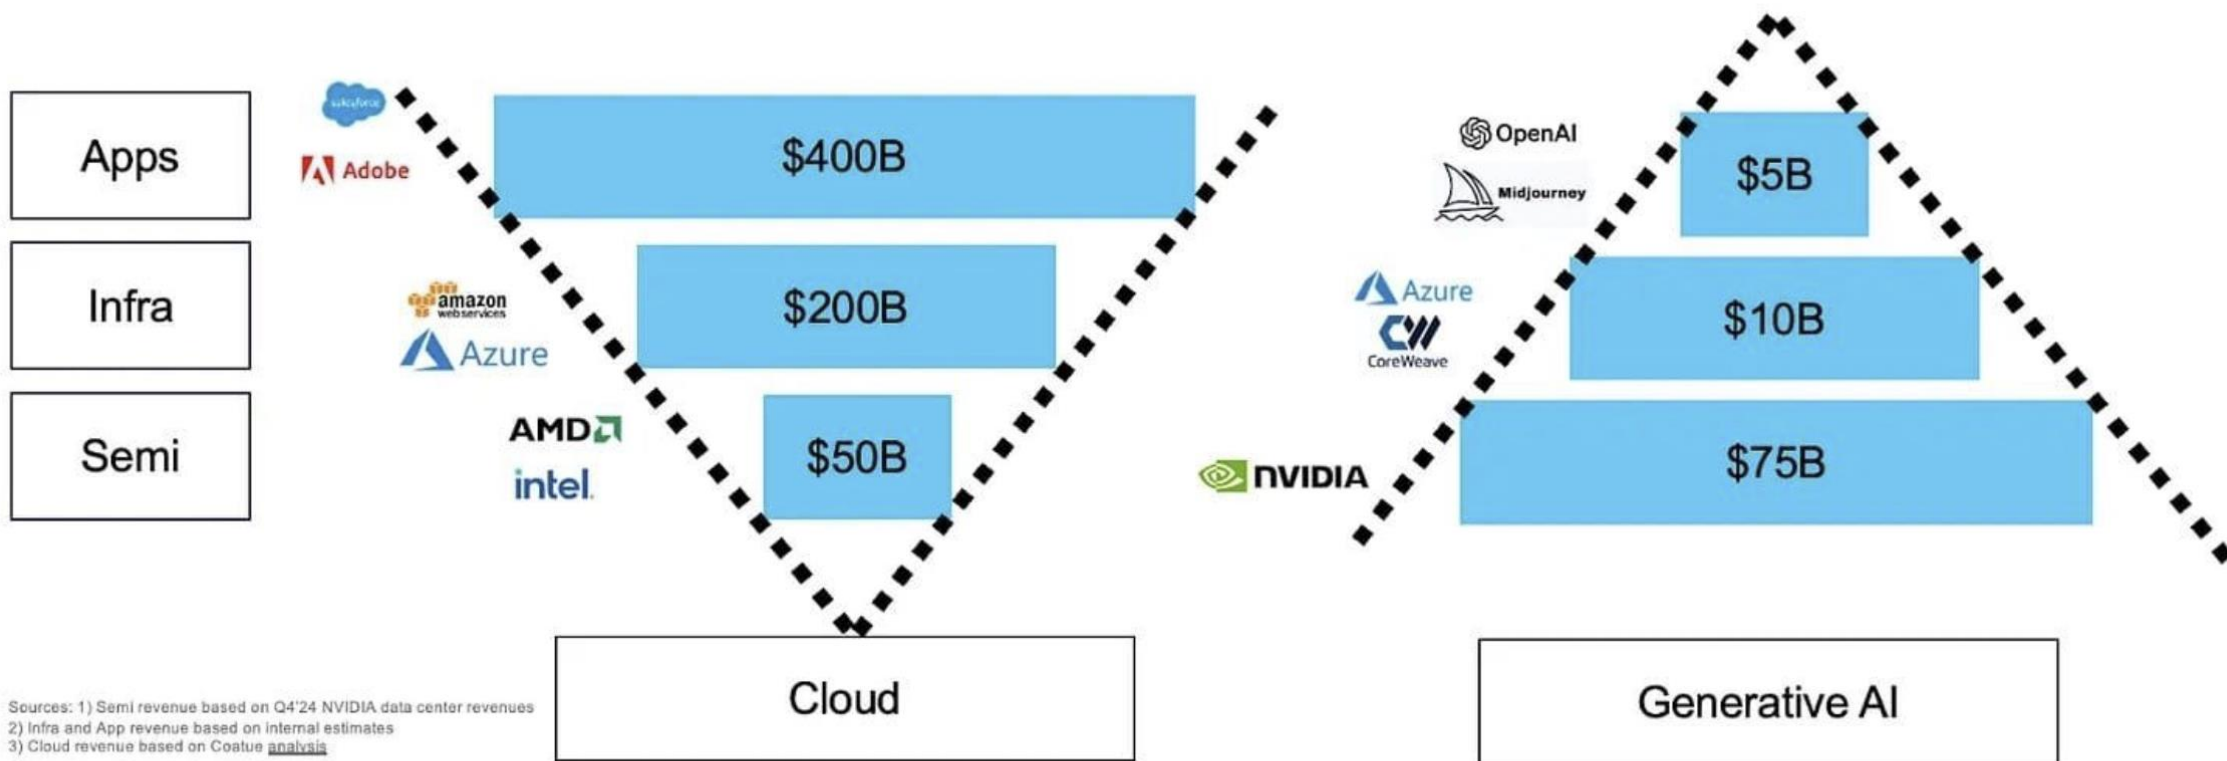 Apps
salesforce
Adobe
$400B
OpenAI
Midjourney
$5B
Infra
amazon
webservices
Azure
$200B
Azure
CoreWeave
$10B
Semi
AMD
intel.
$50B
NVIDIA
$75B
Cloud
Generative AI
Sources: 1) Semi revenue based on Q4'24 NVIDIA data center revenues
2) Infra and App revenue based on internal estimates
3) Cloud revenue based on Coatue analysis